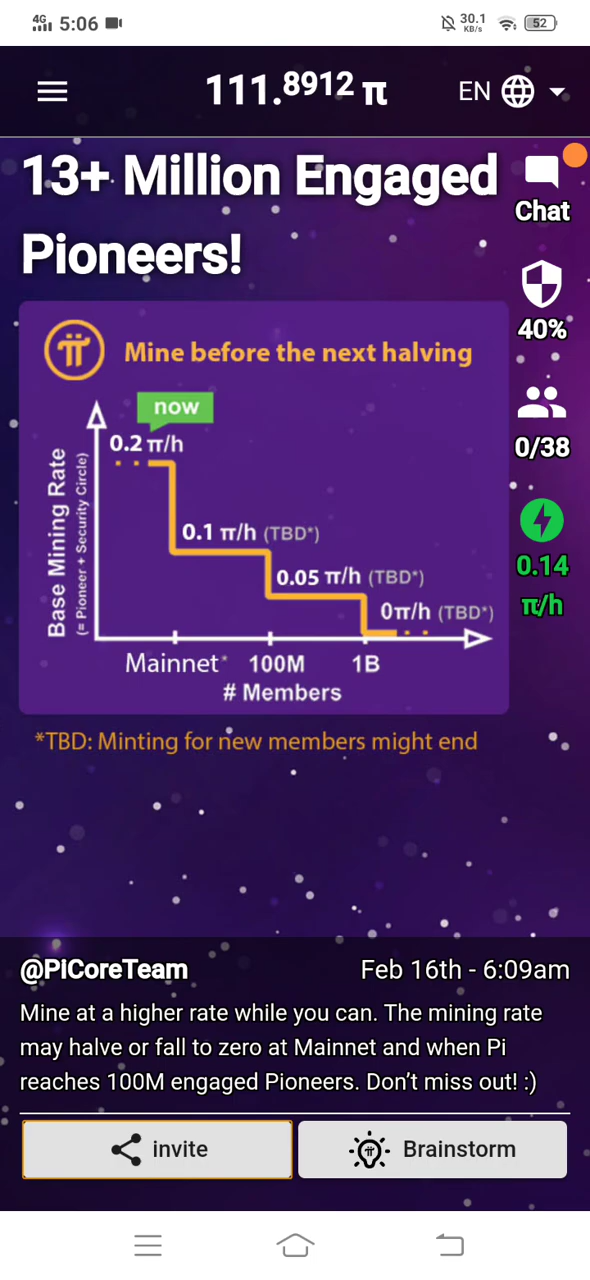 4G 5:06 30.1 KB/s 52
111.8912 π EN
13+ Million Engaged
Pioneers!
Chat
40%
0/38
0.14
π/h
π Mine before the next halving
now
0.2 π/h
0.1 π/h (TBD*)
0.05 π/h (TBD*)
0π/h (TBD*)
Base Mining Rate
(= Pioneer + Security Circle)
Mainnet* 100M 1B
# Members
*TBD: Minting for new members might end
@PiCoreTeam Feb 16th - 6:09am
Mine at a higher rate while you can. The mining rate
may halve or fall to zero at Mainnet and when Pi
reaches 100M engaged Pioneers. Don’t miss out! :)
invite Brainstorm